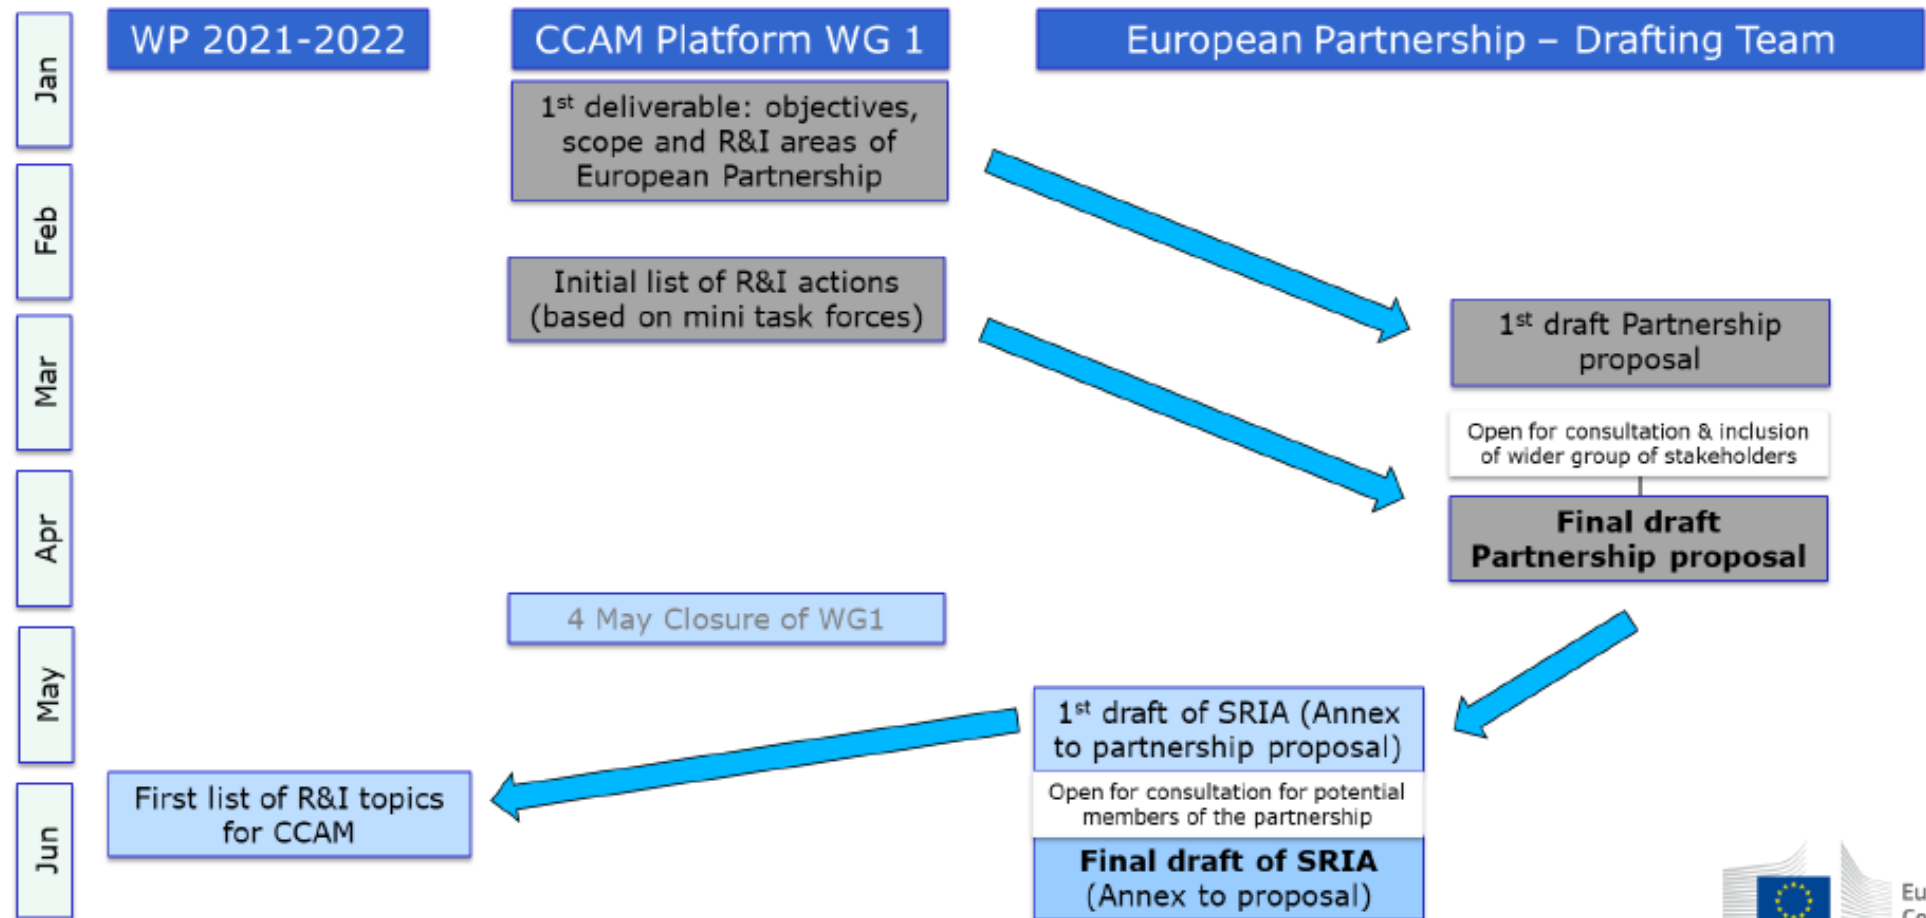 WP 2021-2022
CCAM Platform WG 1
European Partnership – Drafting Team
Jan
1st deliverable: objectives,
scope and R&I areas of
European Partnership
Feb
Initial list of R&I actions
(based on mini task forces)
1st draft Partnership
proposal
Mar
Open for consultation & inclusion
of wider group of stakeholders
Apr
Final draft
Partnership proposal
4 May Closure of WG1
May
1st draft of SRIA (Annex
to partnership proposal)
First list of R&I topics
for CCAM
Open for consultation for potential
members of the partnership
Jun
Final draft of SRIA
(Annex to proposal)